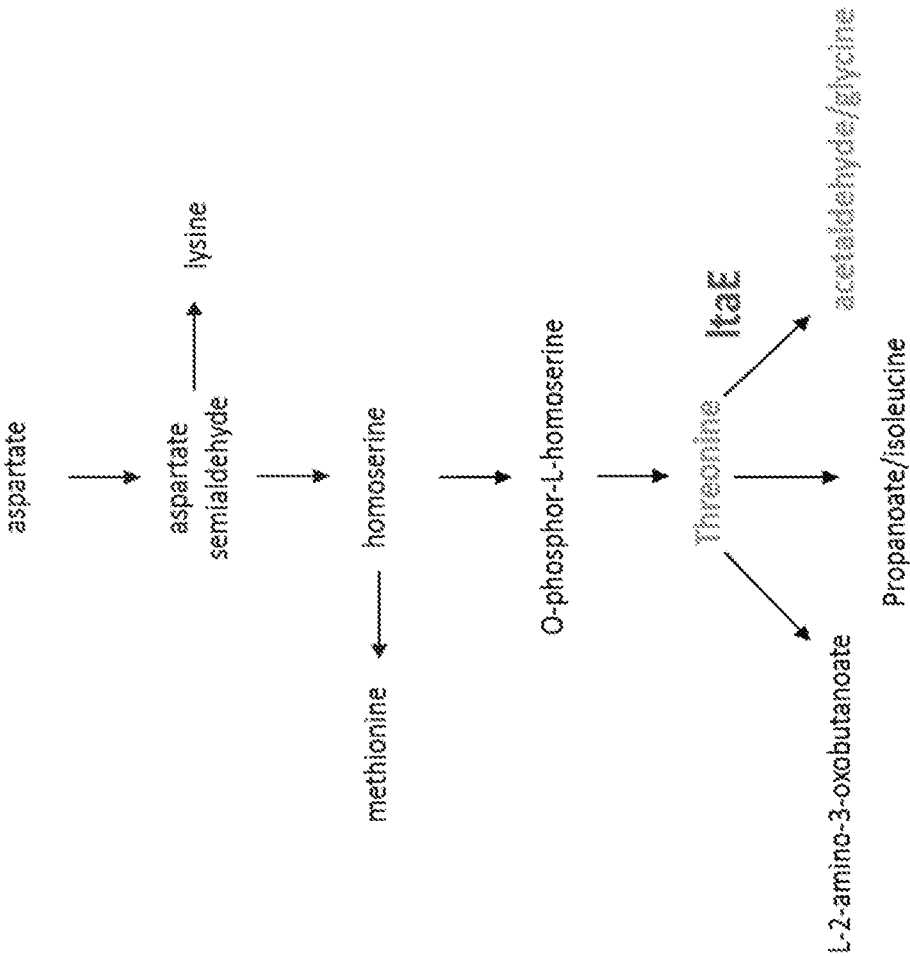 aspartate
aspartate
semialdehyde
lysine
homoserine
methionine
O-phosphor-L-homoserine
Threonine
ltaE
L-2-amino-3-oxobutanoate
Propanoate/isoleucine
acetaldehyde/glycine